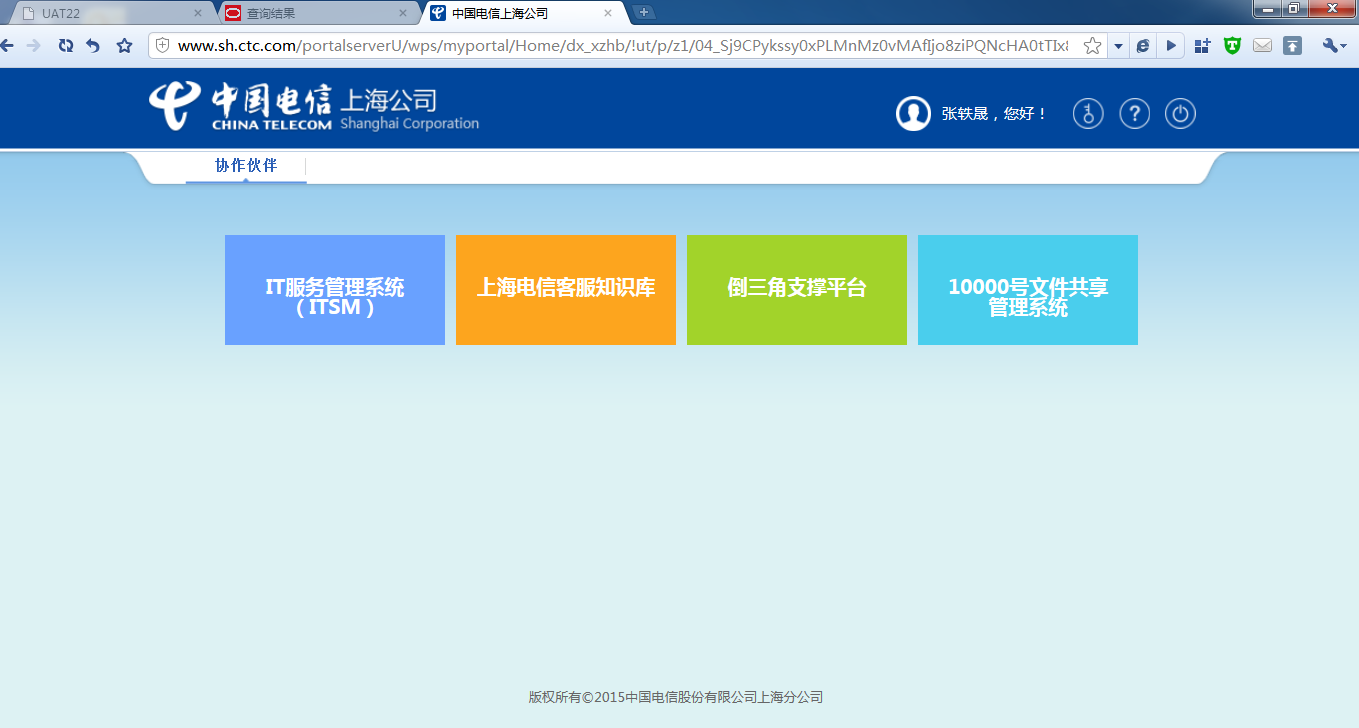 UAT22
查询结果
中国电信上海公司
www.sh.ctc.com/portalserverU/wps/myportal/Home/dx_xzhb/!ut/p/z1/04_Sj9CPykssy0xPLMnMz0vMAfIjo8ziPQNcHA0tTIx8
中国电信 上海公司
CHINA TELECOM Shanghai Corporation
张轶晟，您好！
协作伙伴
IT服务管理系统
（ITSM）
上海电信客服知识库
倒三角支撑平台
10000号文件共享
管理系统
版权所有©2015中国电信股份有限公司上海分公司